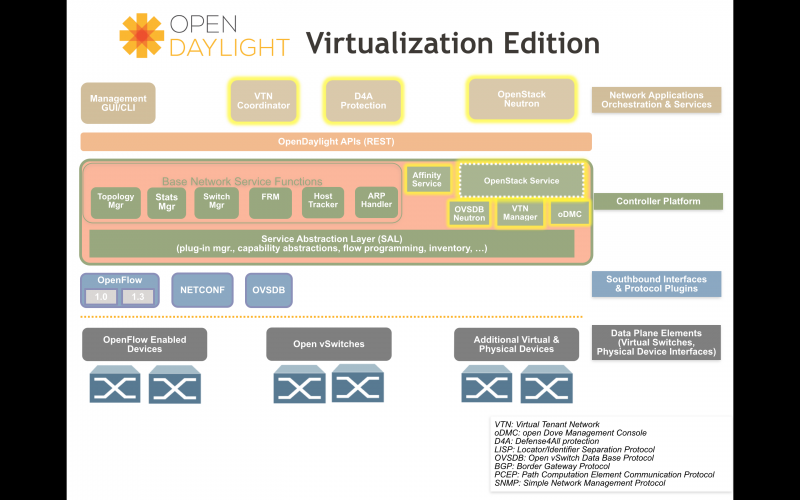 OPEN
DAYLIGHT
Virtualization Edition
Management
GUI/CLI
VTN
Coordinator
D4A
Protection
OpenStack
Neutron
Network Applications
Orchestration & Services
OpenDaylight APIs (REST)
Base Network Service Functions
Affinity
Service
OpenStack Service
Topology
Mgr
Stats
Mgr
Switch
Mgr
FRM
Host
Tracker
ARP
Handler
OVSDB
Neutron
VTN
Manager
oDMC
Controller Platform
Service Abstraction Layer (SAL)
(plug-in mgr., capability abstractions, flow programming, inventory, …)
OpenFlow
1.0
1.3
NETCONF
OVSDB
Southbound Interfaces
& Protocol Plugins
OpenFlow Enabled
Devices
Open vSwitches
Additional Virtual &
Physical Devices
Data Plane Elements
(Virtual Switches,
Physical Device Interfaces)
VTN: Virtual Tenant Network
oDMC: open Dove Management Console
D4A: Defense4All protection
LISP: Locator/Identifier Separation Protocol
OVSDB: Open vSwitch Data Base Protocol
BGP: Border Gateway Protocol
PCEP: Path Computation Element Communication Protocol
SNMP: Simple Network Management Protocol